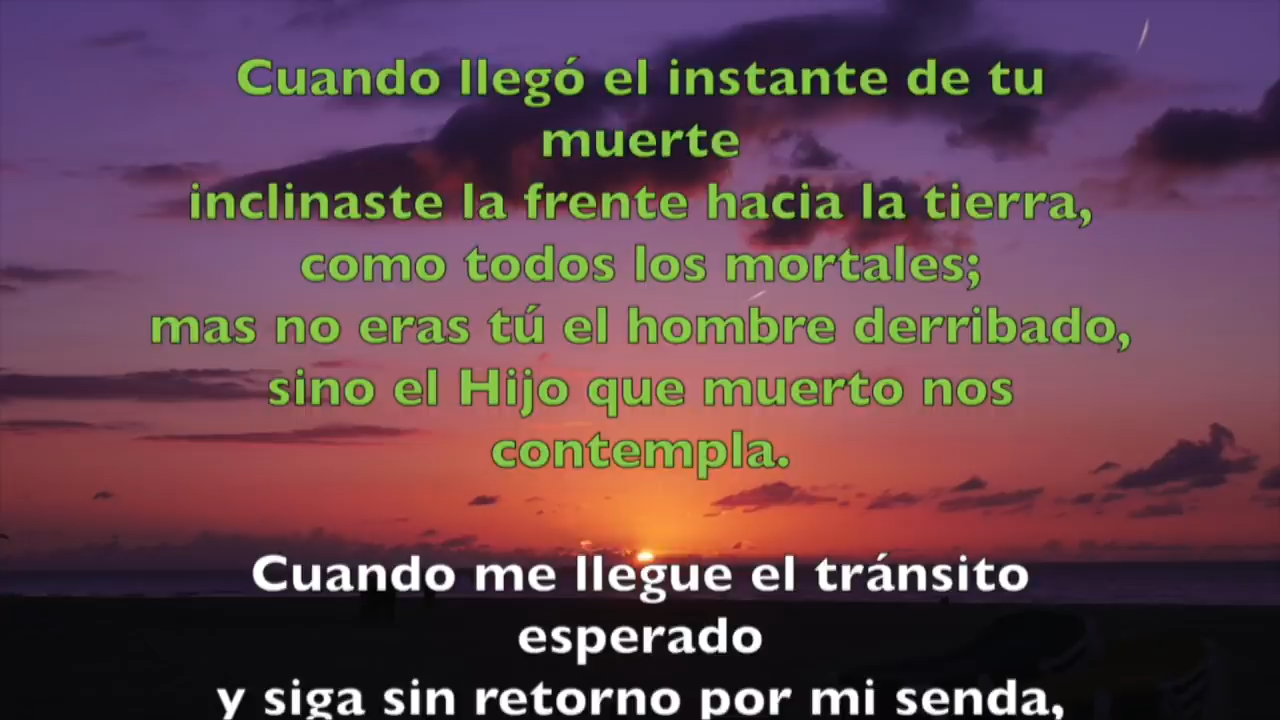 Cuando llegó el instante de tu
muerte
inclinaste la frente hacia la tierra,
como todos los mortales;
mas no eras tú el hombre derribado,
sino el Hijo que muerto nos
contempla.
Cuando me llegue el tránsito
esperado
y siga sin retorno por mi senda,